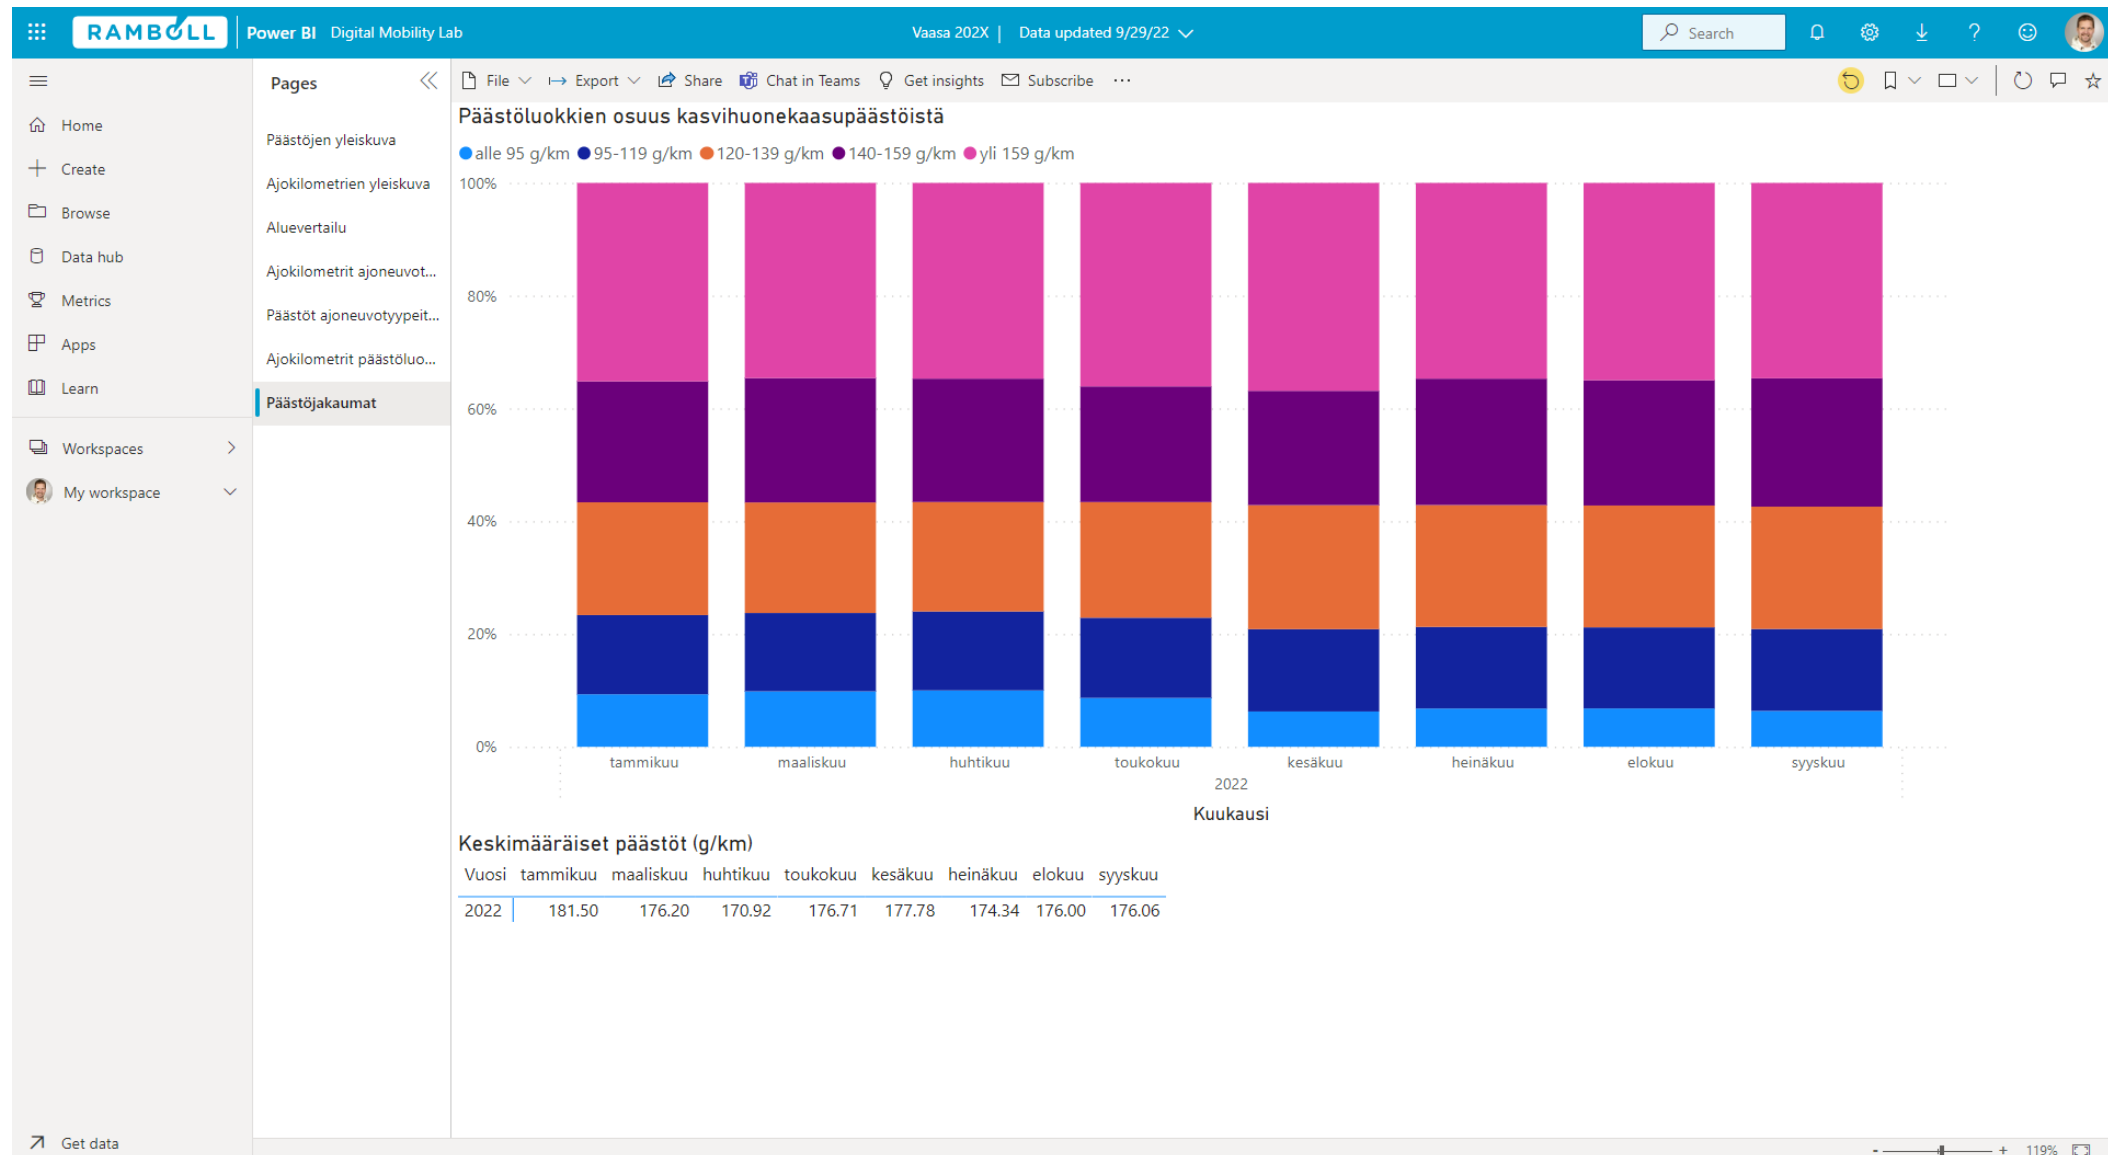 RAMBOLL Power BI Digital Mobility Lab Vaasa 202X | Data updated 9/29/22 Search
Home
Create
Browse
Data hub
Metrics
Apps
Learn
Workspaces
My workspace
Get data
Pages
Päästöjen yleiskuva
Ajokilometrien yleiskuva
Aluevertailu
Ajokilometrit ajoneuvot...
Päästöt ajoneuvotyypeit...
Ajokilometrit päästöluo...
Päästöjakaumat
File Export Share Chat in Teams Get insights Subscribe ...
Päästöluokkien osuus kasvihuonekaasupäästöistä
alle 95 g/km 95-119 g/km 120-139 g/km 140-159 g/km yli 159 g/km
100%
80%
60%
40%
20%
0%
tammikuu maaliskuu huhtikuu toukokuu kesäkuu heinäkuu elokuu syyskuu
2022
Kuukausi
Keskimääräiset päästöt (g/km)
Vuosi tammikuu maaliskuu huhtikuu toukokuu kesäkuu heinäkuu elokuu syyskuu
2022 181.50 176.20 170.92 176.71 177.78 174.34 176.00 176.06
- + 119%